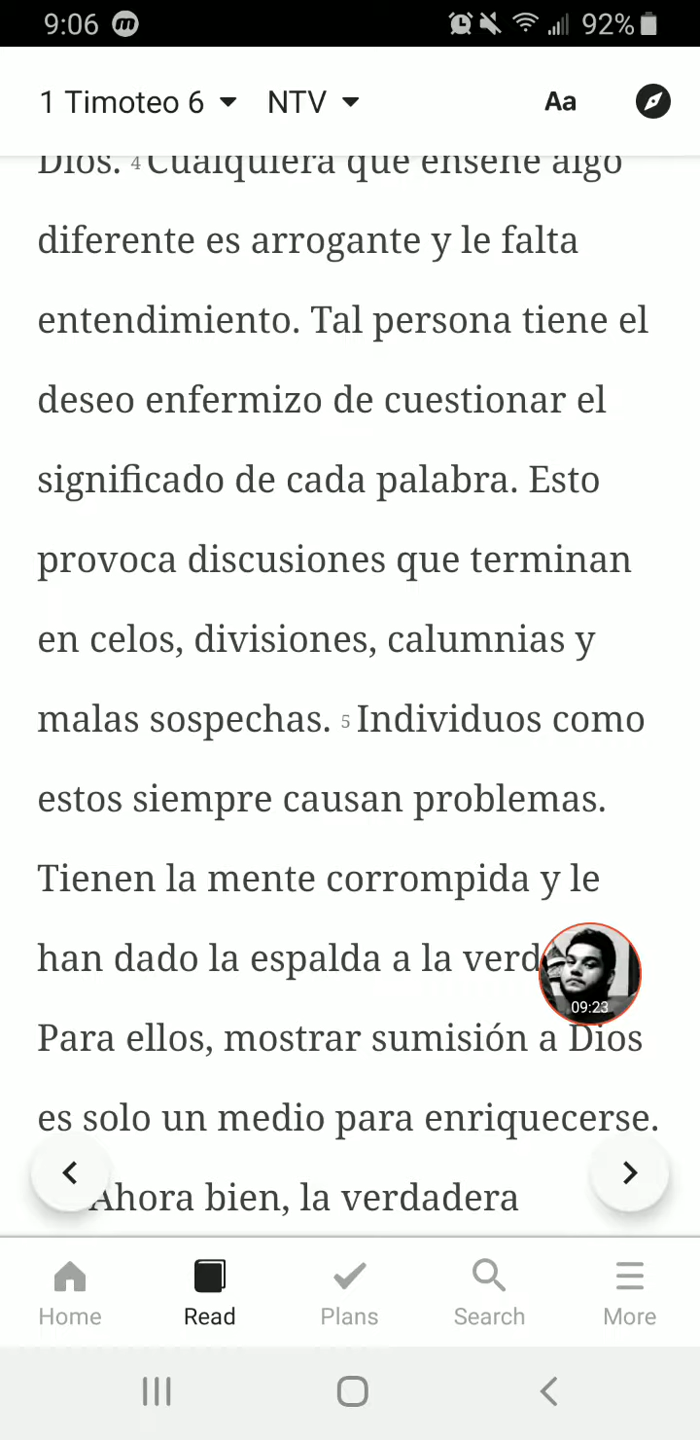 9:06 m 92%
1 Timoteo 6 NTV Aa
Dios. 4 Cualquiera que enseñe algo
diferente es arrogante y le falta
entendimiento. Tal persona tiene el
deseo enfermizo de cuestionar el
significado de cada palabra. Esto
provoca discusiones que terminan
en celos, divisiones, calumnias y
malas sospechas. 5 Individuos como
estos siempre causan problemas.
Tienen la mente corrompida y le
han dado la espalda a la verd
09:23
Para ellos, mostrar sumisión a Dios
es solo un medio para enriquecerse.
Ahora bien, la verdadera
Home Read Plans Search More